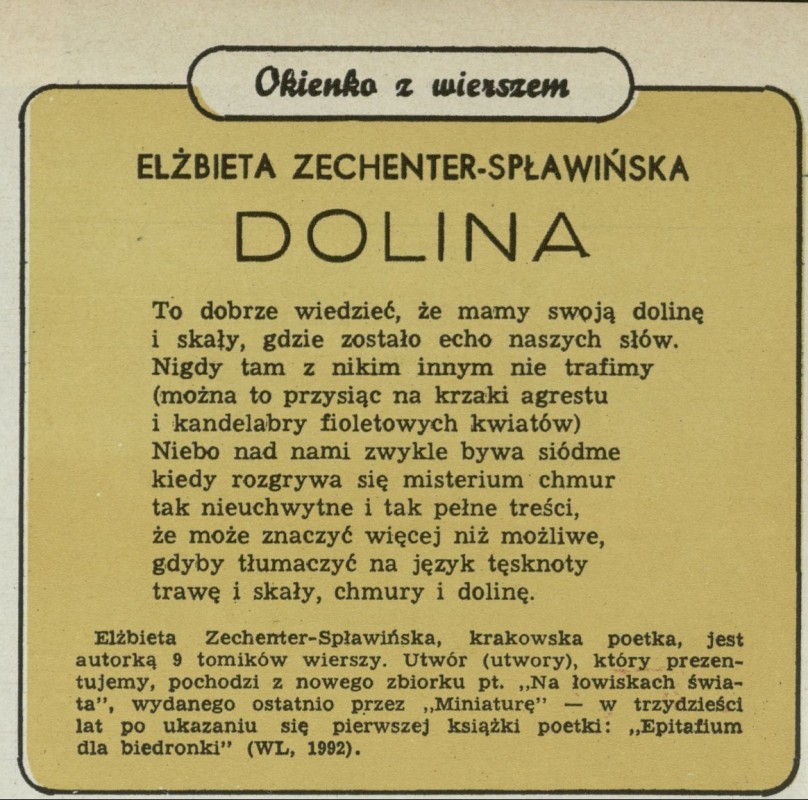 Okienko z wierszem
ELŻBIETA ZECHENTER-SPŁAWIŃSKA
DOLINA
To dobrze wiedzieć, że mamy swoją dolinę
i skały, gdzie zostało echo naszych słów.
Nigdy tam z nikim innym nie trafimy
(można to przysiąc na krzaki agrestu
i kandelabry fioletowych kwiatów)
Niebo nad nami zwykle bywa siódme
kiedy rozgrywa się misterium chmur
tak nieuchwytne i tak pełne treści,
że może znaczyć więcej niż możliwe,
gdyby tłumaczyć na język tęsknoty
trawę i skały, chmury i dolinę.
Elżbieta Zechenter-Spławińska, krakowska poetka, jest
autorką 9 tomików wierszy. Utwór (utwory), który prezen-
tujemy, pochodzi z nowego zbiorku pt. „Na łowiskach świa-
ta", wydanego ostatnio przez „Miniaturę" — w trzydzieści
lat po ukazaniu się pierwszej książki poetki: „Epitafium
dla biedronki" (WL, 1992).